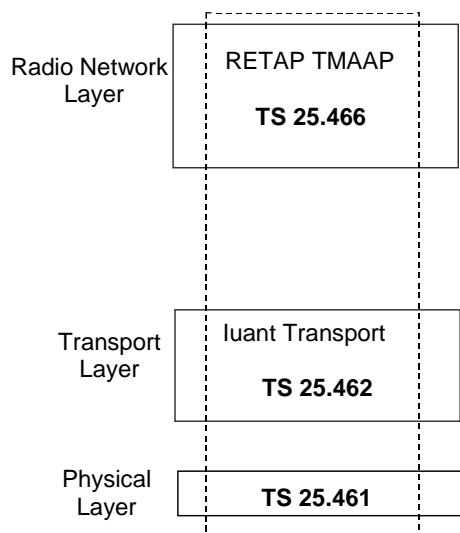 Radio Network
Layer
RETAP TMAAP
TS 25.466
Transport
Layer
Iuant Transport
TS 25.462
Physical
Layer
TS 25.461